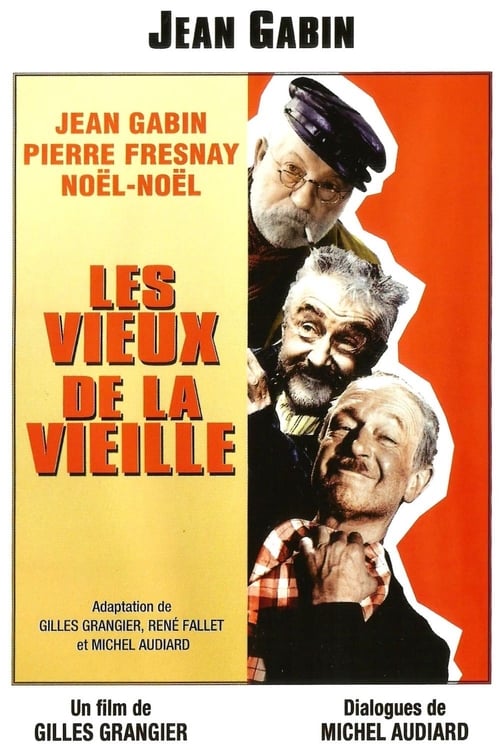 JEAN GABIN
JEAN GABIN
PIERRE FRESNAY
NOËL-NOËL
LES
VIEUX
DE LA
VIEILLE
Adaptation de
GILLES GRANGIER, RENÉ FALLET
et MICHEL AUDIARD
Un film de
GILLES GRANGIER
Dialogues de
MICHEL AUDIARD